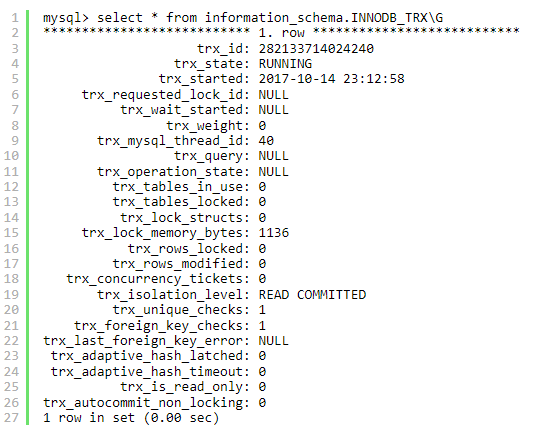 1 mysql> select * from information_schema.INNODB_TRX\G
2 *************************** 1. row ***************************
3 trx_id: 282133714024240
4 trx_state: RUNNING
5 trx_started: 2017-10-14 23:12:58
6 trx_requested_lock_id: NULL
7 trx_wait_started: NULL
8 trx_weight: 0
9 trx_mysql_thread_id: 40
10 trx_query: NULL
11 trx_operation_state: NULL
12 trx_tables_in_use: 0
13 trx_tables_locked: 0
14 trx_lock_structs: 0
15 trx_lock_memory_bytes: 1136
16 trx_rows_locked: 0
17 trx_rows_modified: 0
18 trx_concurrency_tickets: 0
19 trx_isolation_level: READ COMMITTED
20 trx_unique_checks: 1
21 trx_foreign_key_checks: 1
22 trx_last_foreign_key_error: NULL
23 trx_adaptive_hash_latched: 0
24 trx_adaptive_hash_timeout: 0
25 trx_is_read_only: 0
26 trx_autocommit_non_locking: 0
27 1 row in set (0.00 sec)